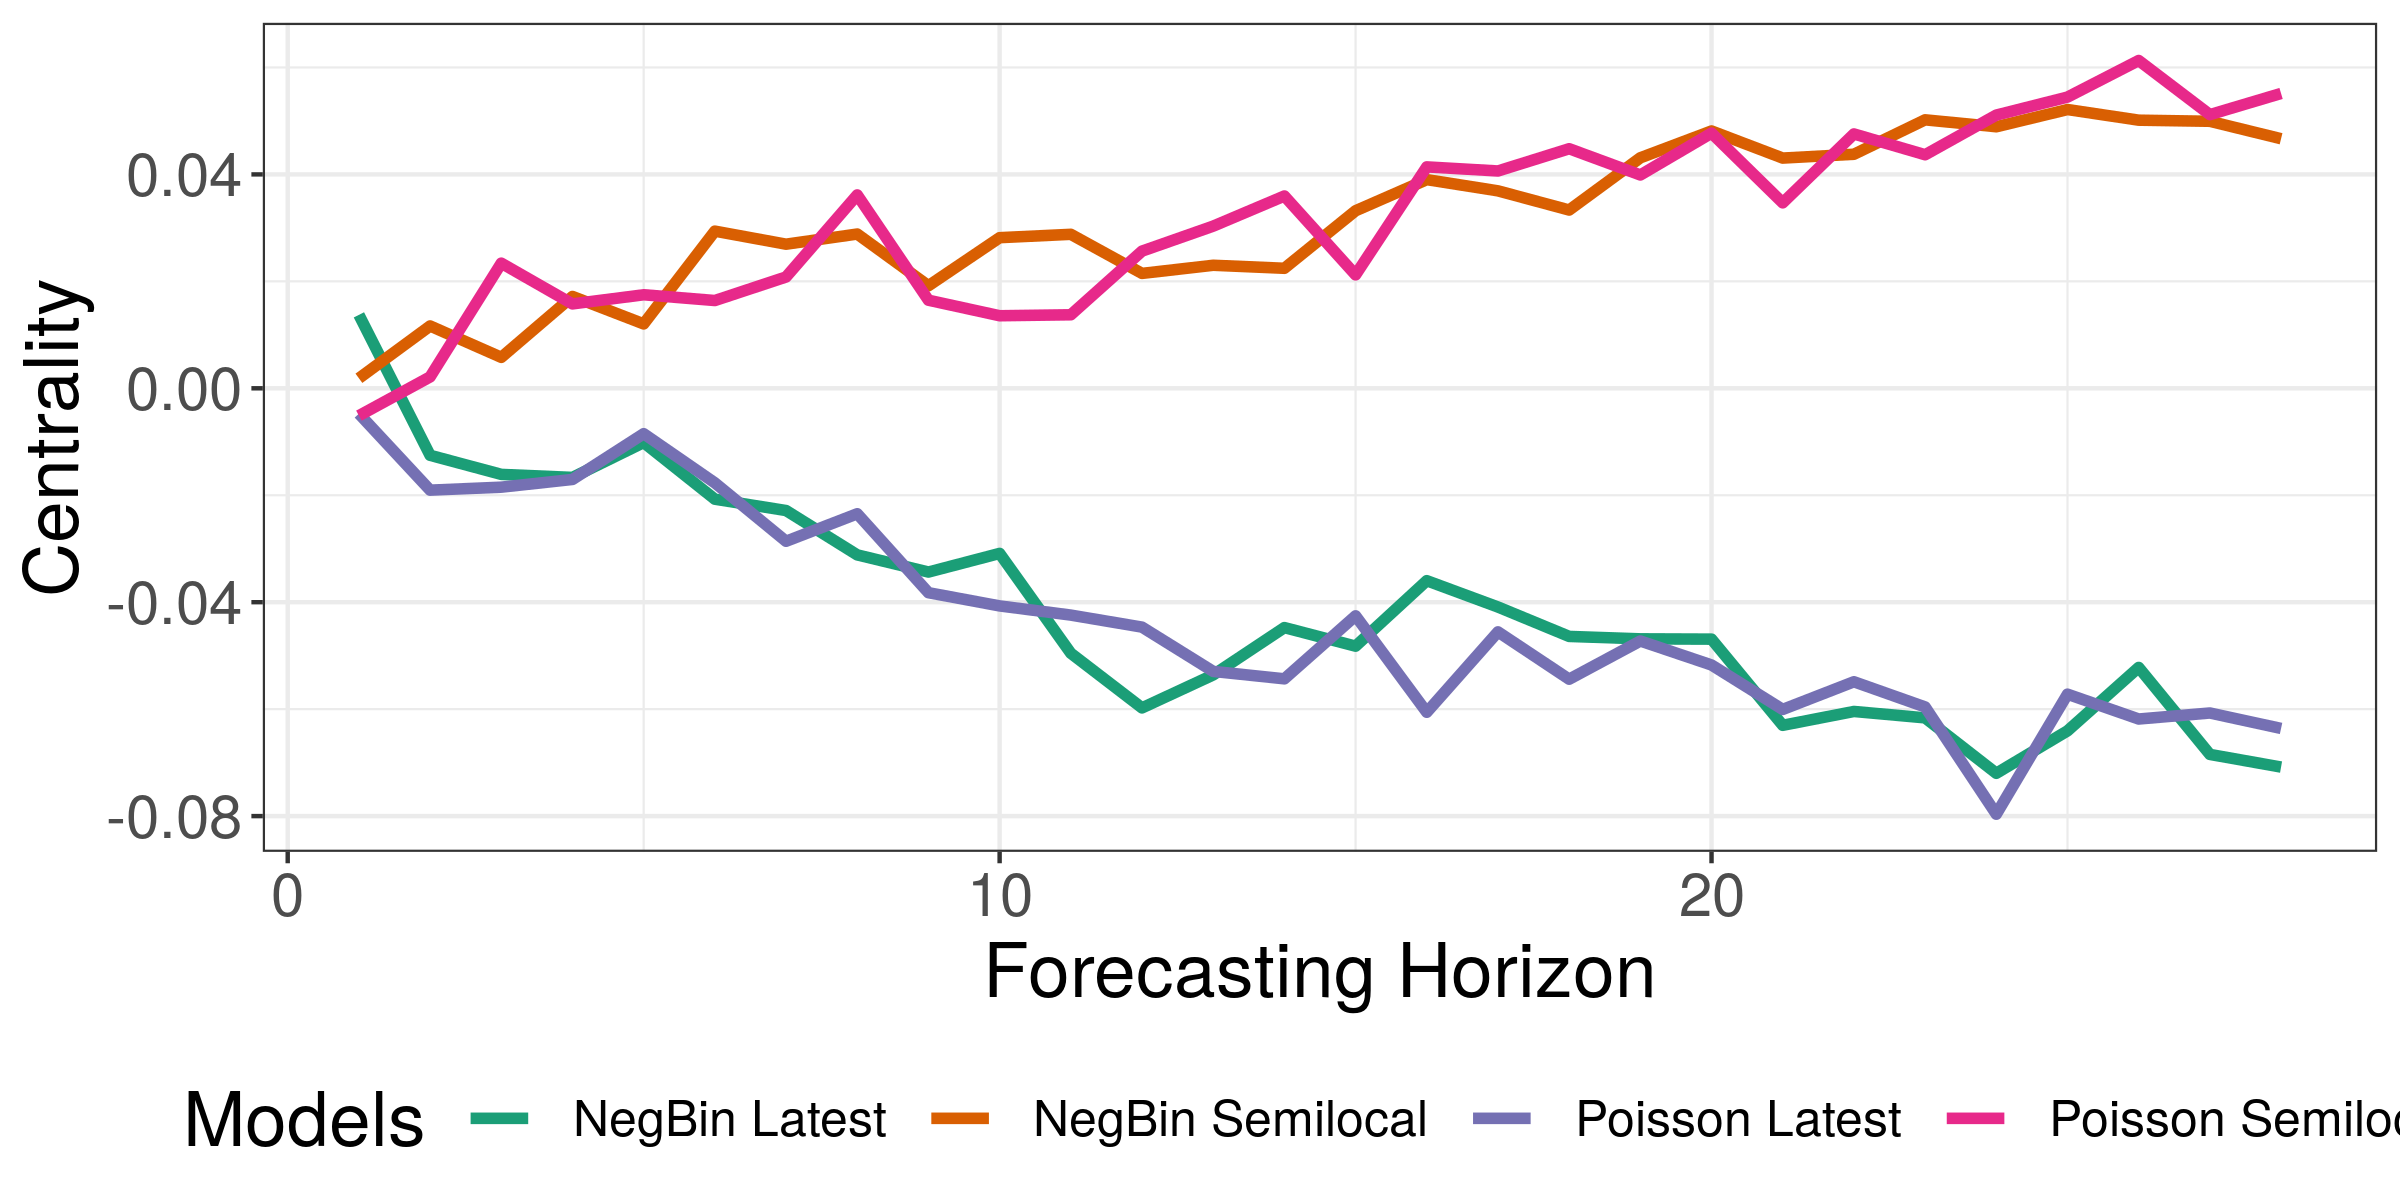 Centrality
0.04
0.00
-0.04
-0.08
0
10
20
Forecasting Horizon
Models NegBin Latest NegBin Semilocal Poisson Latest Poisson